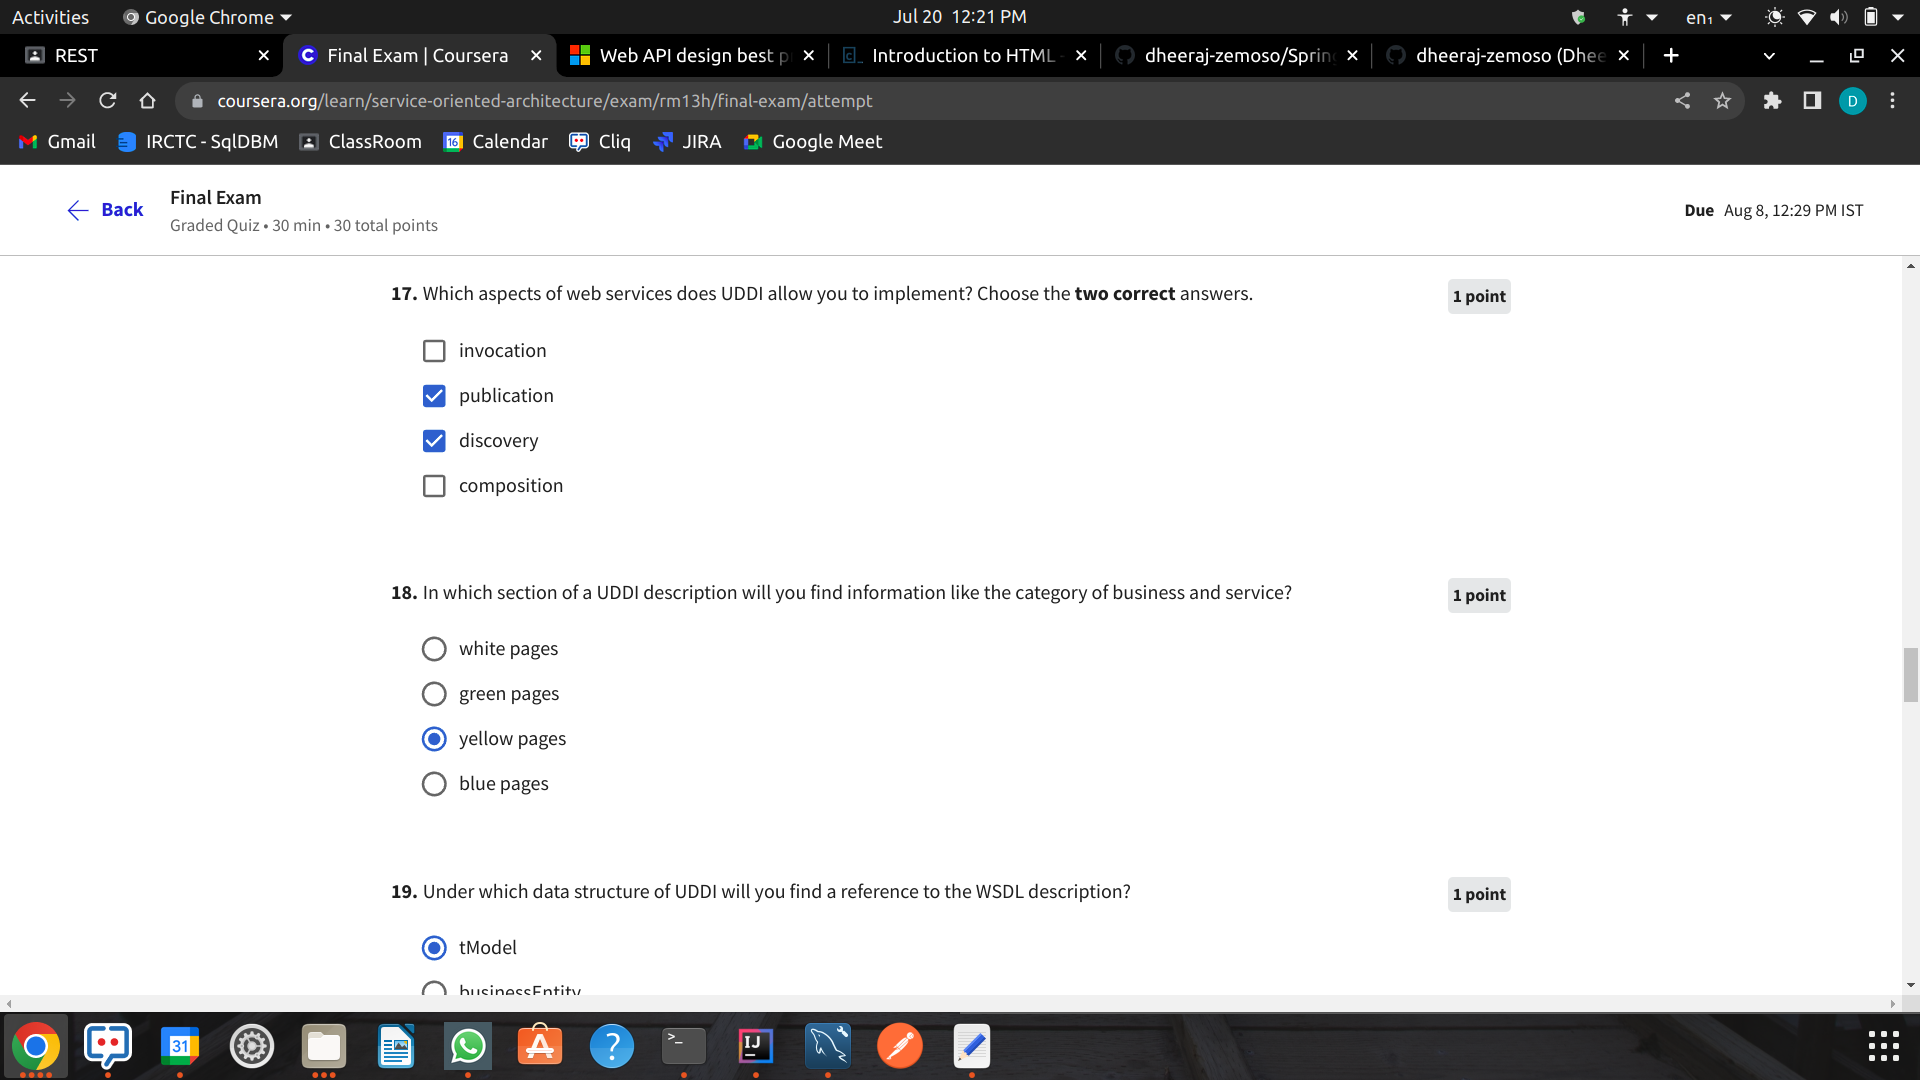 Activities Google Chrome Jul 20 12:21 PM en₁
REST Final Exam | Coursera Web API design best p Introduction to HTML dheeraj-zemoso/Spring dheeraj-zemoso (Dhee
coursera.org/learn/service-oriented-architecture/exam/rm13h/final-exam/attempt D
Gmail IRCTC - SqlDBM ClassRoom 16 Calendar Cliq JIRA Google Meet
Back
Final Exam
Graded Quiz • 30 min • 30 total points
Due Aug 8, 12:29 PM IST
17. Which aspects of web services does UDDI allow you to implement? Choose the two correct answers.
1 point
invocation
publication
discovery
composition
18. In which section of a UDDI description will you find information like the category of business and service?
1 point
white pages
green pages
yellow pages
blue pages
19. Under which data structure of UDDI will you find a reference to the WSDL description?
1 point
tModel
businessEntity
31 IJ